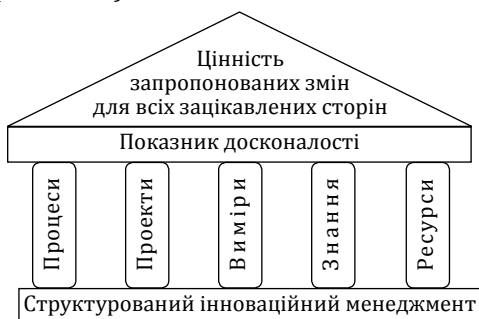 Цінність
запропонованих змін
для всіх зацікавлених сторін
Показник досконалості
Процеси
Проекти
Виміри
Знання
Ресурси
Структурований інноваційний менеджмент